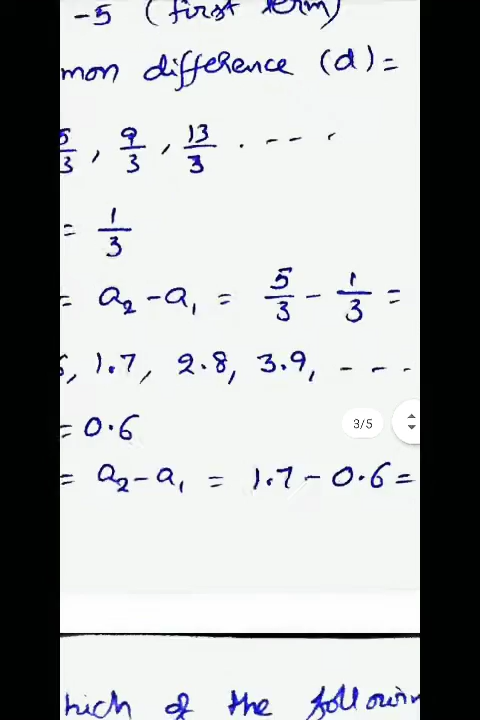 -5 (first term)
mon difference (d) =
5/3, 9/3, 13/3 . - - -
= 1/3
= a₂ - a₁ = 5/3 - 1/3 =
6, 1.7, 2.8, 3.9, - - -
= 0.6
3/5
= a₂ - a₁ = 1.7 - 0.6 =
hich of the followin